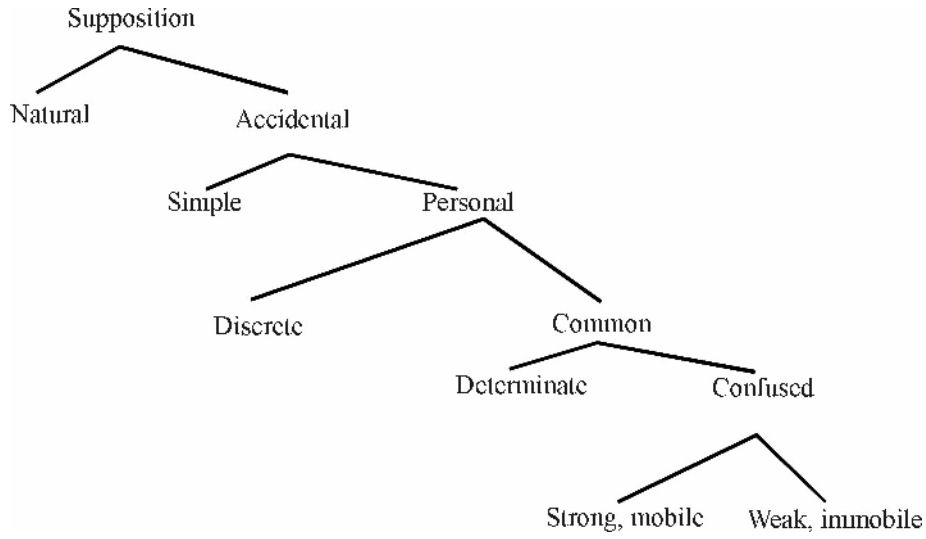 Supposition
Natural
Accidental
Simple
Personal
Discrete
Common
Determinate
Confused
Strong, mobile
Weak, immobile